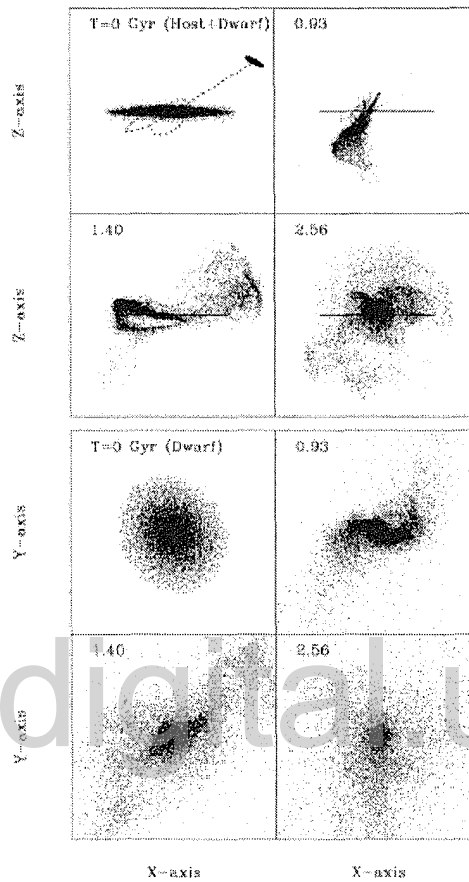 T=0 Gyr (Host+Dwarf)
0.93
Z-axis
1.40
2.56
Z-axis
T=0 Gyr (Dwarf)
0.93
Y-axis
1.40
2.56
Y-axis
X-axis
X-axis
digital.u